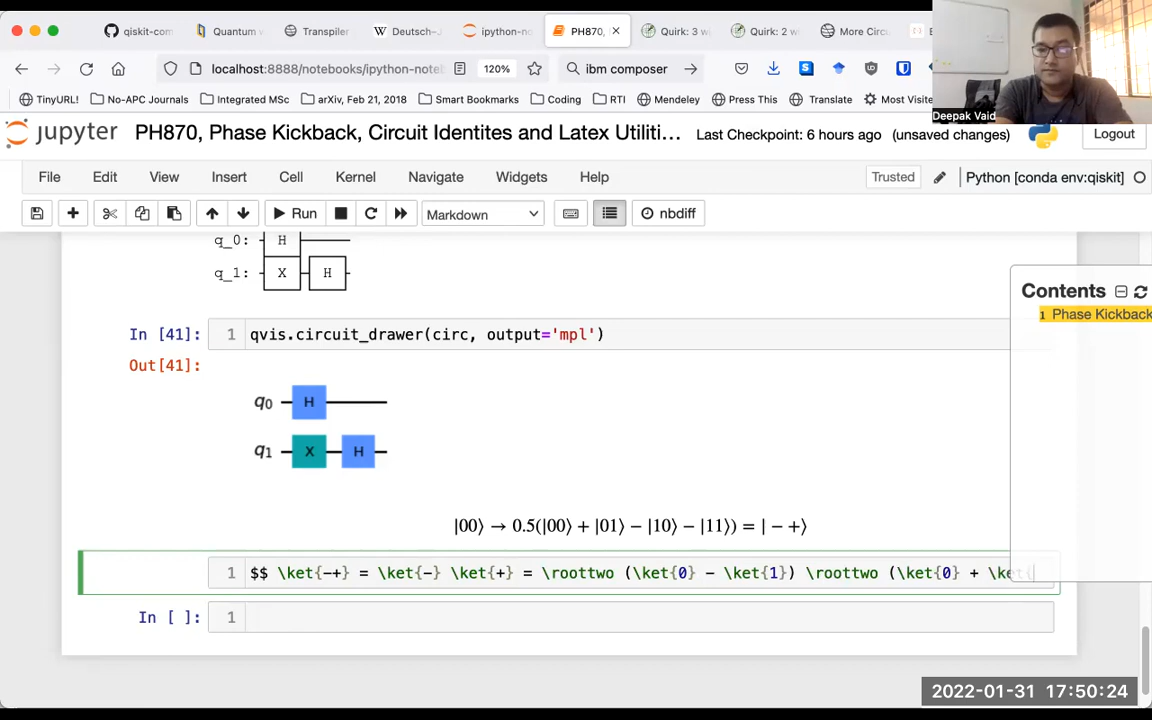 qiskit-com
Quantum v
Transpiler
Deutsch-J
ipython-no
PH870,
Quirk: 3 w
Quirk: 2 w
More Circu
localhost:8888/notebooks/ipython-note
120%
ibm composer
TinyURL!
No-APC Journals
Integrated MSc
arXiv, Feb 21, 2018
Smart Bookmarks
Coding
RTI
Mendeley
Press This
Translate
Most Visite
Deepak Vaid
jupyter
PH870, Phase Kickback, Circuit Identites and Latex Utiliti...
Last Checkpoint: 6 hours ago (unsaved changes)
Logout
File Edit View Insert Cell Kernel Navigate Widgets Help
Trusted
Python [conda env:qiskit]
Run
Markdown
nbdiff
q_0: H
q_1: X H
Contents
1 Phase Kickback
In [41]: 1 qvis.circuit_drawer(circ, output='mpl')
Out[41]:
q0 H
q1 X H
|00⟩ → 0.5(|00⟩ + |01⟩ − |10⟩ − |11⟩) = | − +⟩
1 $$ \ket{-+} = \ket{-} \ket{+} = \roottwo (\ket{0} - \ket{1}) \roottwo (\ket{0} + \ket{
In [ ]: 1
2022-01-31 17:50:24